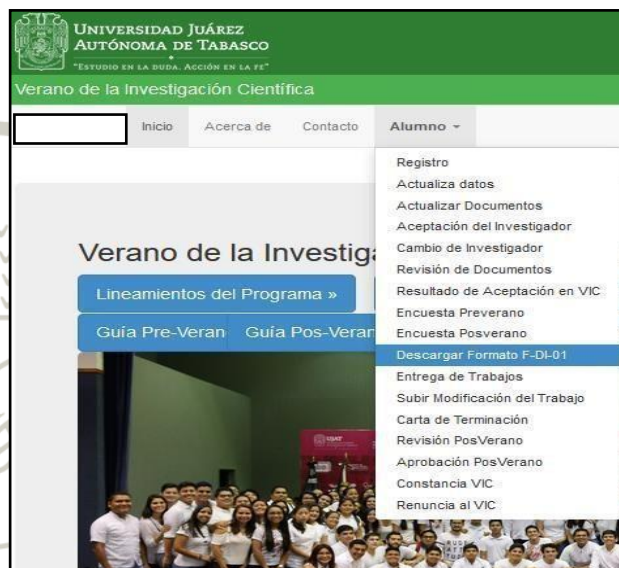 UNIVERSIDAD JUÁREZ
AUTÓNOMA DE TABASCO
"ESTUDIO EN LA DUDA. ACCIÓN EN LA FE"
Verano de la Investigación Científica
Inicio Acerca de Contacto Alumno
Registro
Actualiza datos
Actualizar Documentos
Aceptación del Investigador
Cambio de Investigador
Revisión de Documentos
Resultado de Aceptación en VIC
Encuesta Preverano
Encuesta Posverano
Descargar Formato F-DI-01
Entrega de Trabajos
Subir Modificación del Trabajo
Carta de Terminación
Revisión PosVerano
Aprobación PosVerano
Constancia VIC
Renuncia al VIC
Verano de la Investiga
Lineamientos del Programa »
Guía Pre-Veran Guía Pos-Veran
UJAT